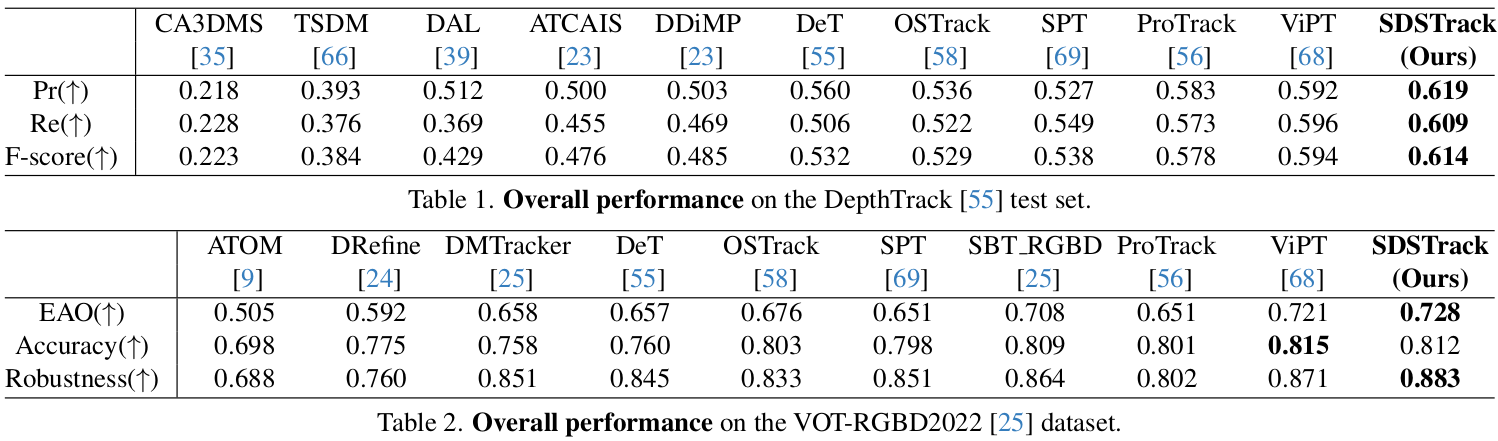 CA3DMS TSDM DAL ATCAIS DDiMP DeT OSTrack SPT ProTrack ViPT SDSTrack
[35] [66] [39] [23] [23] [55] [58] [69] [56] [68] (Ours)
Pr(↑) 0.218 0.393 0.512 0.500 0.503 0.560 0.536 0.527 0.583 0.592 0.619
Re(↑) 0.228 0.376 0.369 0.455 0.469 0.506 0.522 0.549 0.573 0.596 0.609
F-score(↑) 0.223 0.384 0.429 0.476 0.485 0.532 0.529 0.538 0.578 0.594 0.614
Table 1. Overall performance on the DepthTrack [55] test set.
ATOM DRefine DMTracker DeT OSTrack SPT SBT_RGBD ProTrack ViPT SDSTrack
[9] [24] [25] [55] [58] [69] [25] [56] [68] (Ours)
EAO(↑) 0.505 0.592 0.658 0.657 0.676 0.651 0.708 0.651 0.721 0.728
Accuracy(↑) 0.698 0.775 0.758 0.760 0.803 0.798 0.809 0.801 0.815 0.812
Robustness(↑) 0.688 0.760 0.851 0.845 0.833 0.851 0.864 0.802 0.871 0.883
Table 2. Overall performance on the VOT-RGBD2022 [25] dataset.